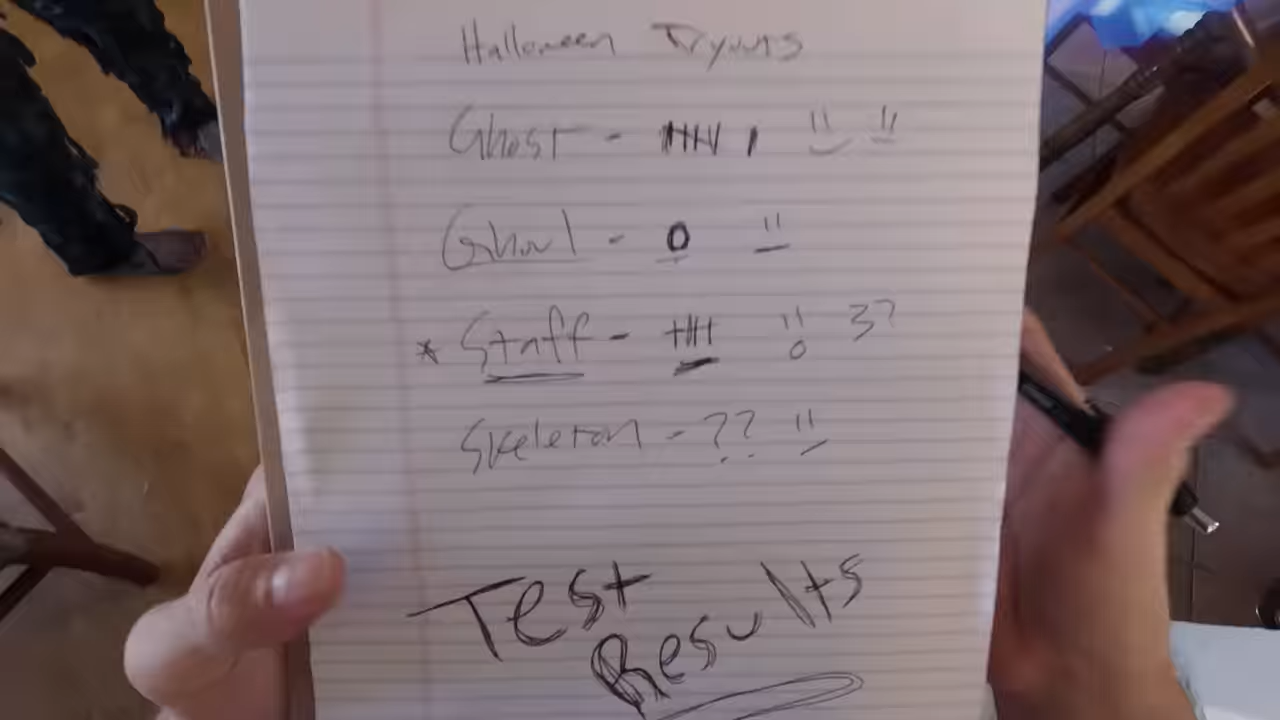 Halloween Tryouts
Ghost -
Ghoul - 0
* Staff - 3?
Skeleton - ??
Test
Results